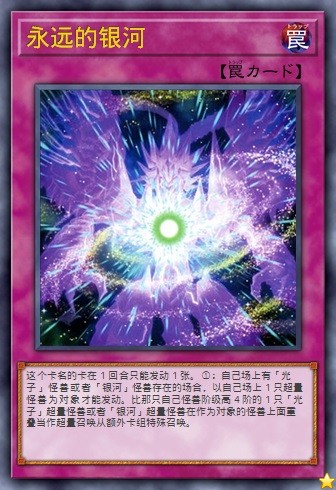 永远的银河
トラップ
罠
【罠カード】
这个卡名的卡在1回合只能发动1张。①：自己场上有「光
子」怪兽或者「银河」怪兽存在的场合，以自己场上1只超量
怪兽为对象才能发动。比那只自己怪兽阶级高4阶的1只「光
子」超量怪兽或者「银河」超量怪兽在作为对象的怪兽上面重
叠当作超量召唤从额外卡组特殊召唤。